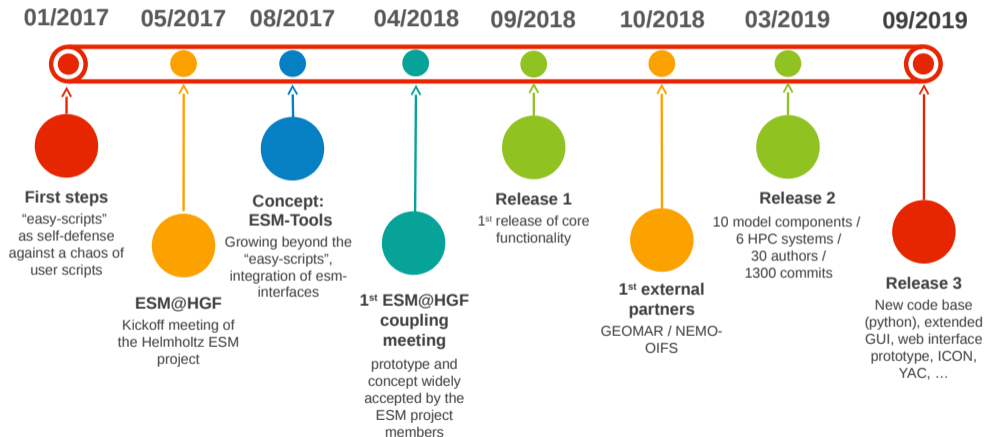 01/2017
05/2017
08/2017
04/2018
09/2018
10/2018
03/2019
09/2019
First steps
“easy-scripts”
as self-defense
against a chaos of
user scripts
ESM@HGF
Kickoff meeting of
the Helmholtz ESM
project
Concept:
ESM-Tools
Growing beyond the
“easy-scripts”,
integration of esm-
interfaces
1st ESM@HGF
coupling
meeting
prototype and
concept widely
accepted by the
ESM project
members
Release 1
1st release of core
functionality
1st external
partners
GEOMAR / NEMO-
OIFS
Release 2
10 model components /
6 HPC systems /
30 authors /
1300 commits
Release 3
New code base
(python), extended
GUI, web interface
prototype, ICON,
YAC, …